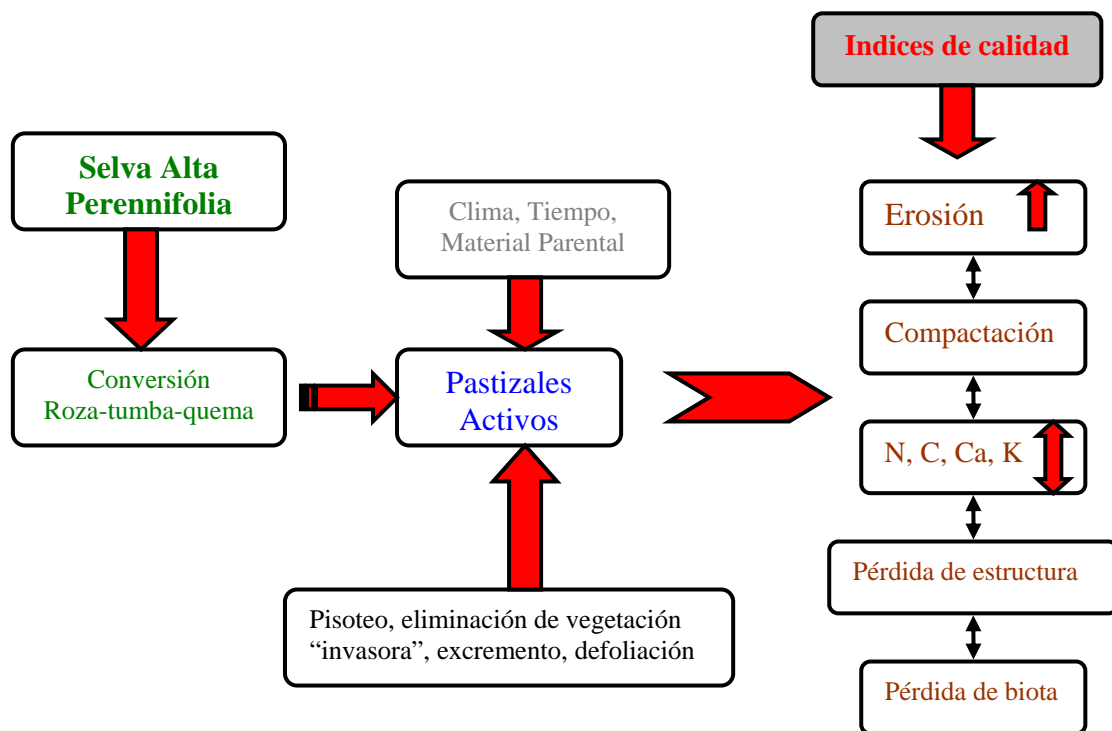 Indices de calidad
Selva Alta
Perennifolia
Clima, Tiempo,
Material Parental
Erosión
Compactación
Conversión
Roza-tumba-quema
Pastizales
Activos
N, C, Ca, K
Pérdida de estructura
Pisoteo, eliminación de vegetación
“invasora”, excremento, defoliación
Pérdida de biota